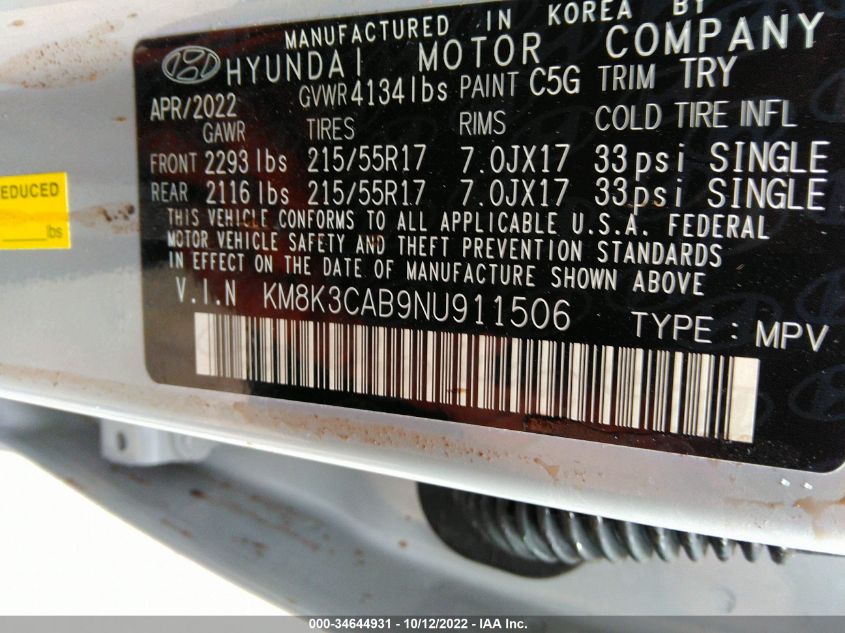 MANUFACTURED IN KOREA BY
HYUNDAI MOTOR COMPANY
APR/2022 GVWR 4134 lbs PAINT C5G TRIM TRY
GAWR TIRES RIMS COLD TIRE INFL
FRONT 2293 lbs 215/55R17 7.0JX17 33psi SINGLE
REAR 2116 lbs 215/55R17 7.0JX17 33psi SINGLE
THIS VEHICLE CONFORMS TO ALL APPLICABLE U.S.A. FEDERAL
MOTOR VEHICLE SAFETY AND THEFT PREVENTION STANDARDS
IN EFFECT ON THE DATE OF MANUFACTURE SHOWN ABOVE
V.I.N KM8K3CAB9NU911506 TYPE : MPV
EDUCED
lbs
000-34644931 - 10/12/2022 - IAA Inc.